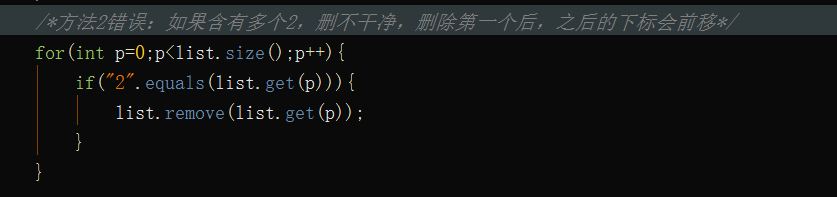 /*方法2错误：如果含有多个2，删不干净，删除第一个后，之后的下标会前移*/
for(int p=0;p<list.size();p++){
if("2".equals(list.get(p))){
list.remove(list.get(p));
}
}